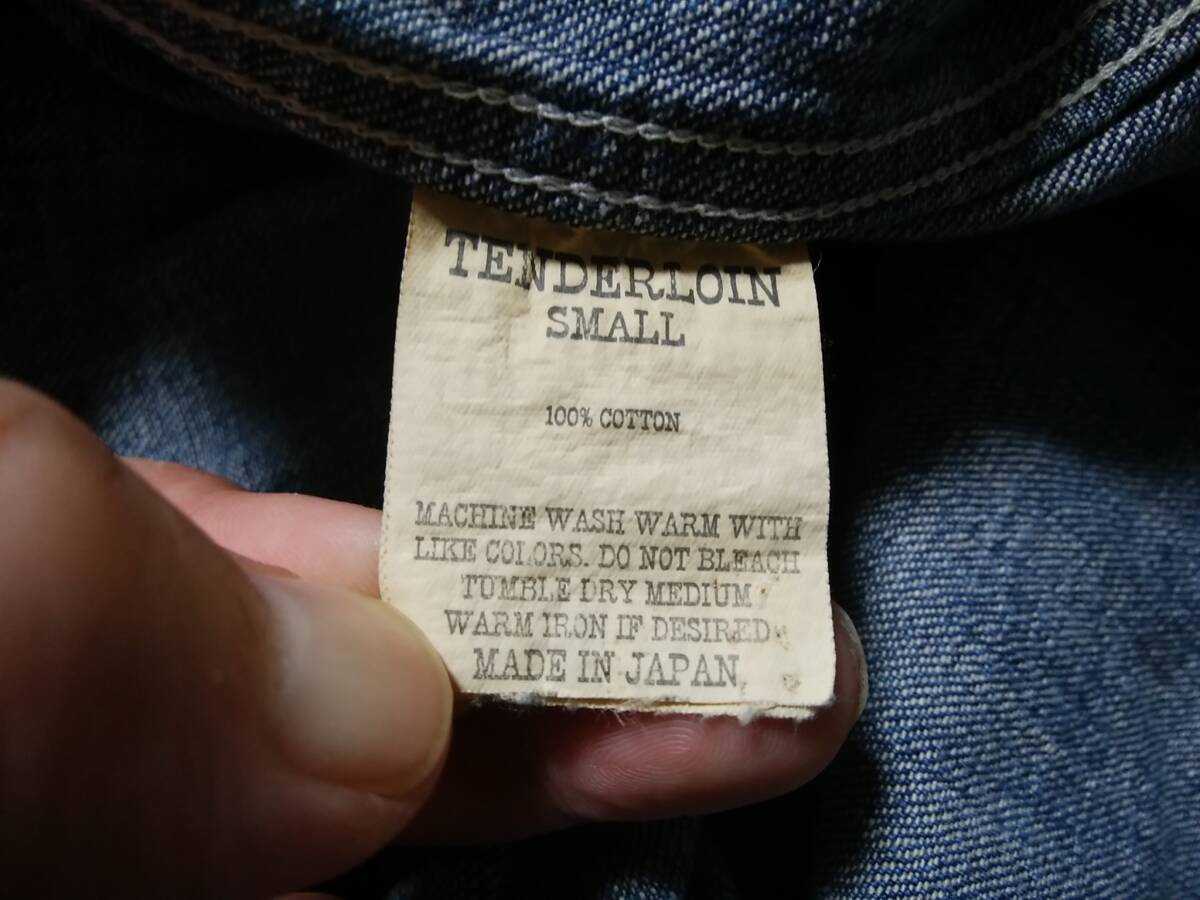 TENDERLOIN
SMALL
100% COTTON
MACHINE WASH WARM WITH
LIKE COLORS. DO NOT BLEACH
TUMBLE DRY MEDIUM
WARM IRON IF DESIRED
MADE IN JAPAN